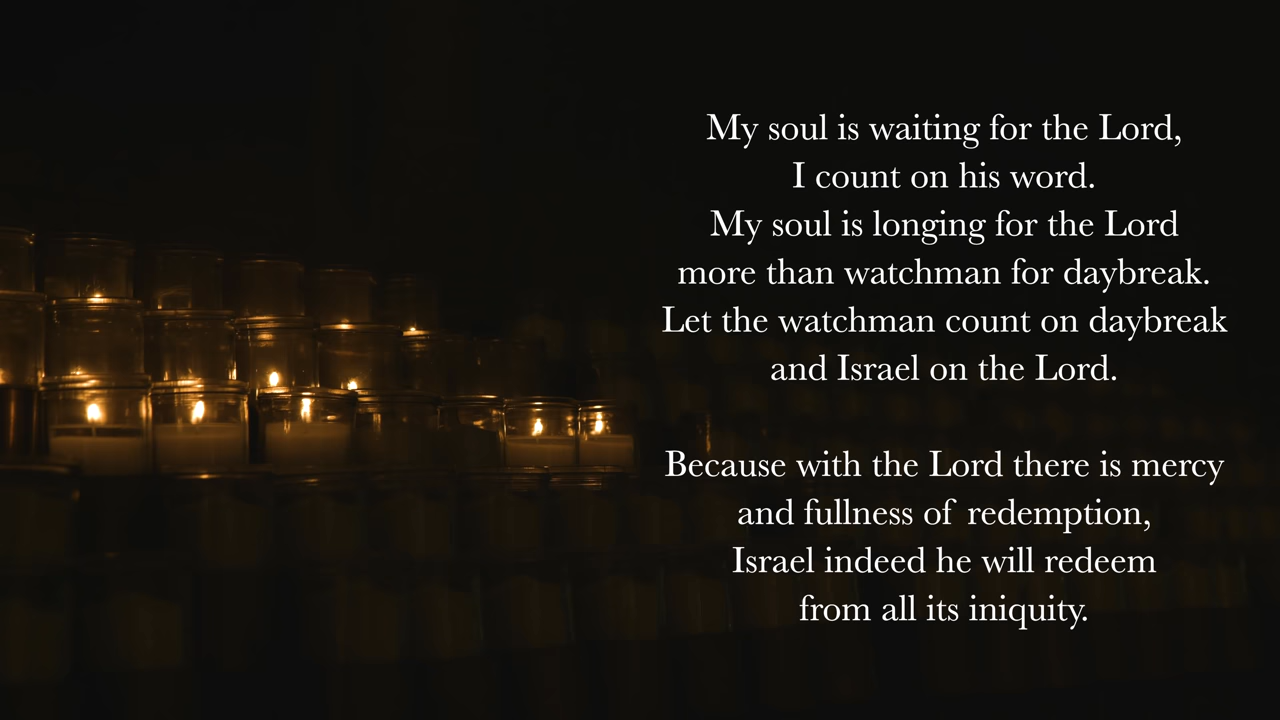 My soul is waiting for the Lord,
I count on his word.
My soul is longing for the Lord
more than watchman for daybreak.
Let the watchman count on daybreak
and Israel on the Lord.
Because with the Lord there is mercy
and fullness of redemption,
Israel indeed he will redeem
from all its iniquity.